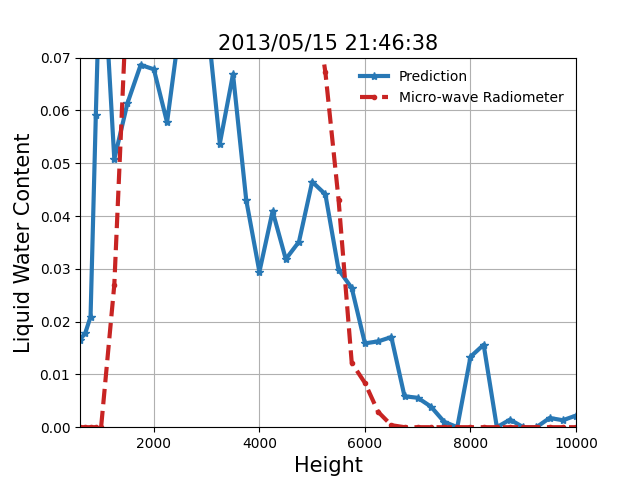 2013/05/15 21:46:38
Prediction
Micro-wave Radiometer
Liquid Water Content
0.07
0.06
0.05
0.04
0.03
0.02
0.01
0.00
2000 4000 6000 8000 10000
Height